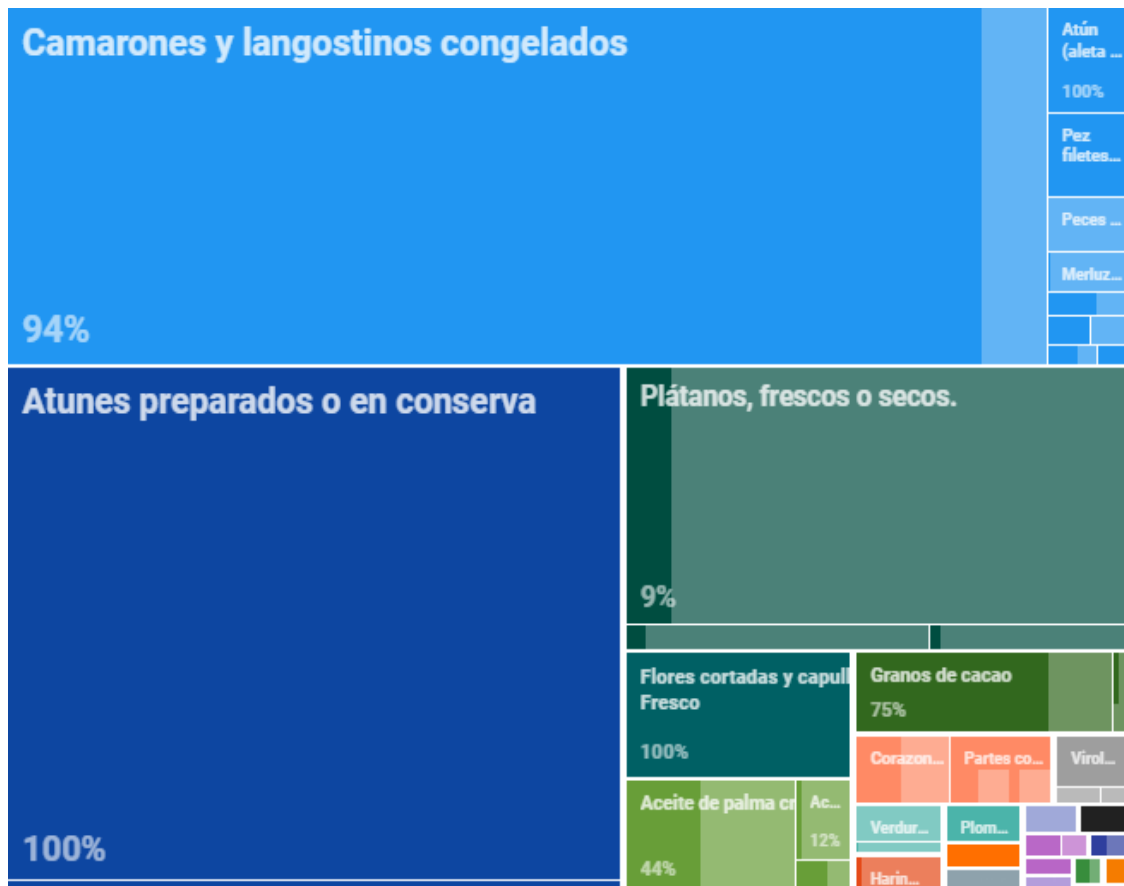 Camarones y langostinos congelados
94%
Atún
(aleta ...
100%
Pez
filetes...
Peces ...
Merluz...
Atunes preparados o en conserva
100%
Plátanos, frescos o secos.
9%
Flores cortadas y capull
Fresco
100%
Granos de cacao
75%
Corazon...
Partes co...
Virol...
Aceite de palma cr
44%
Ac...
12%
Verdur...
Plom...
Harin...